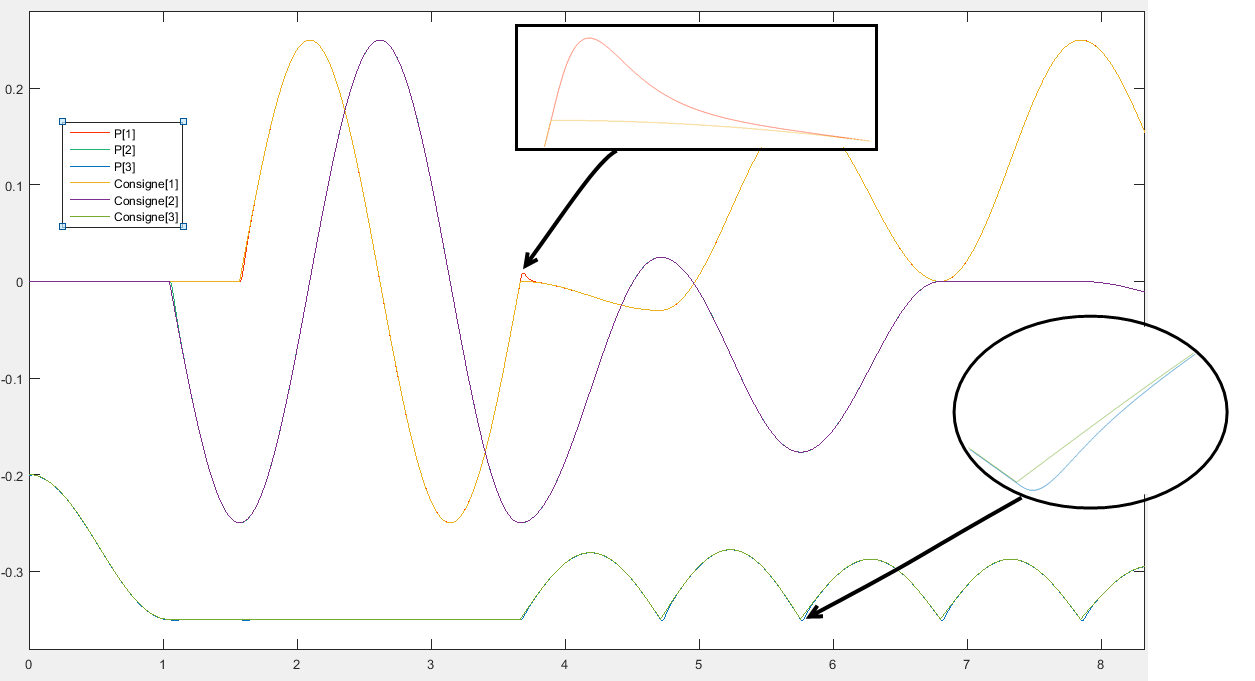 0.2
0.1
0
-0.1
-0.2
-0.3
P[1]
P[2]
P[3]
Consigne[1]
Consigne[2]
Consigne[3]
0 1 2 3 4 5 6 7 8